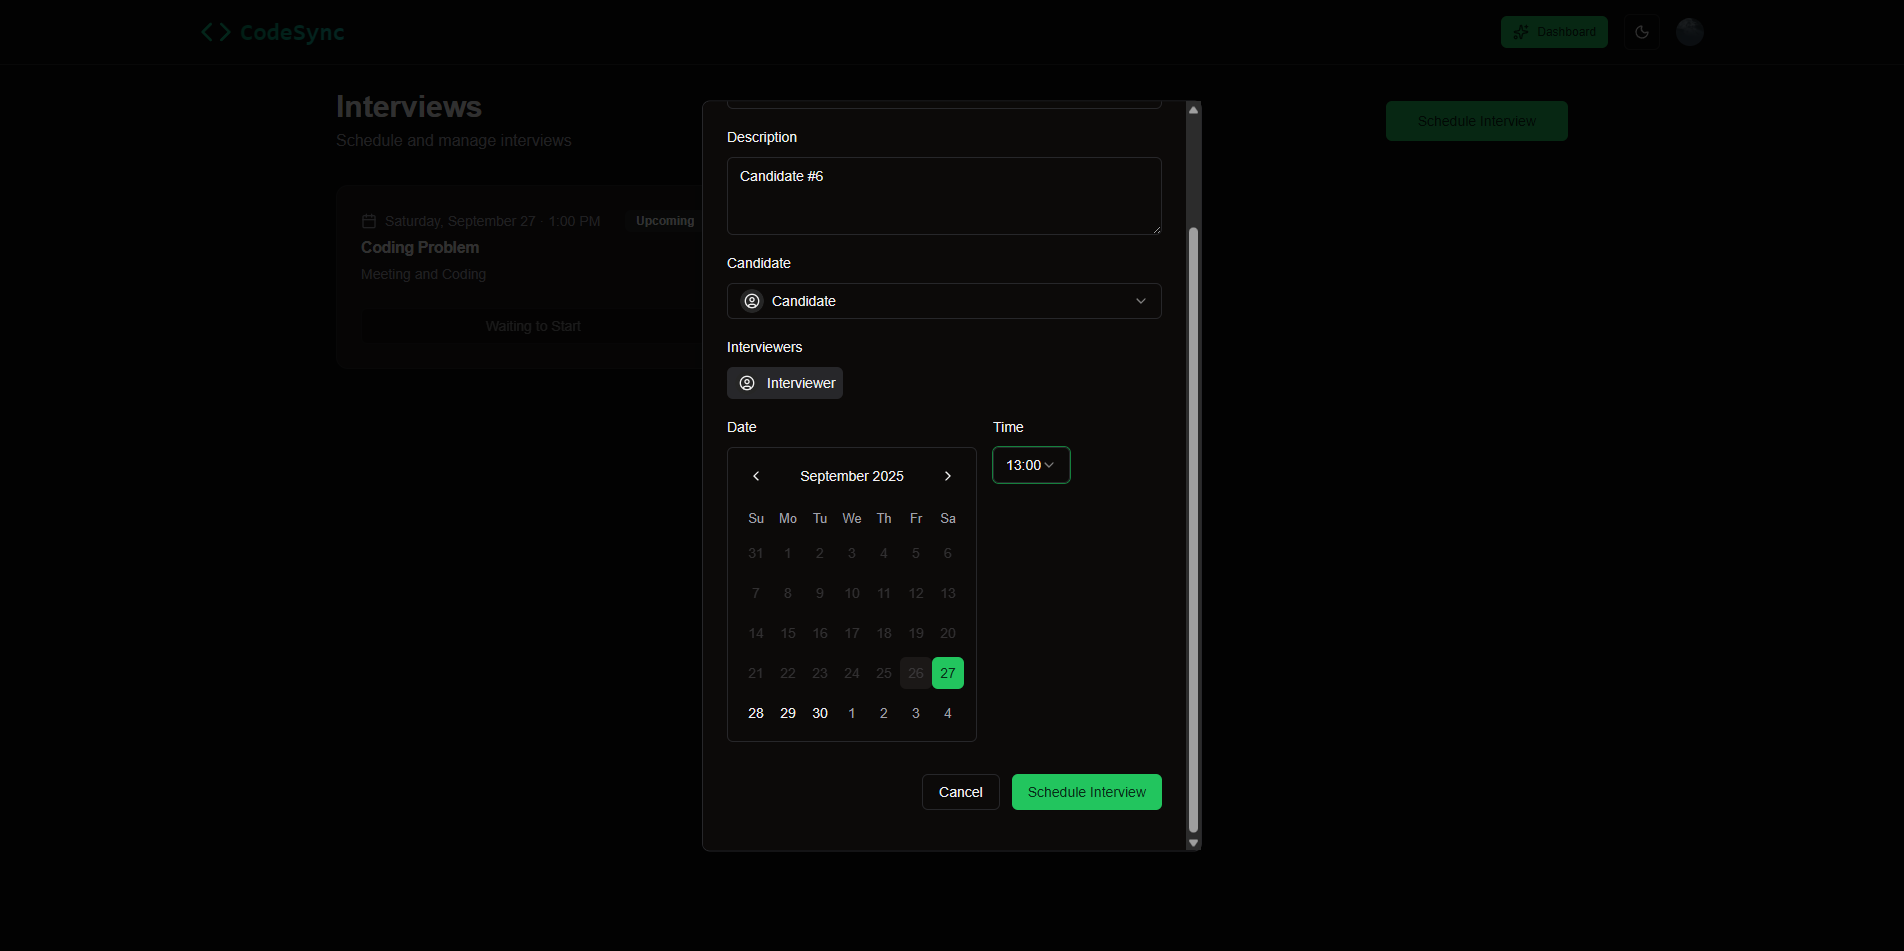 CodeSync
Dashboard
Interviews
Schedule and manage interviews
Schedule Interview
Saturday, September 27 · 1:00 PM
Upcoming
Coding Problem
Meeting and Coding
Waiting to Start
Description
Candidate #6
Candidate
Candidate
Interviewers
Interviewer
Date
Time
13:00
September 2025
Su Mo Tu We Th Fr Sa
31 1 2 3 4 5 6
7 8 9 10 11 12 13
14 15 16 17 18 19 20
21 22 23 24 25 26 27
28 29 30 1 2 3 4
Cancel
Schedule Interview